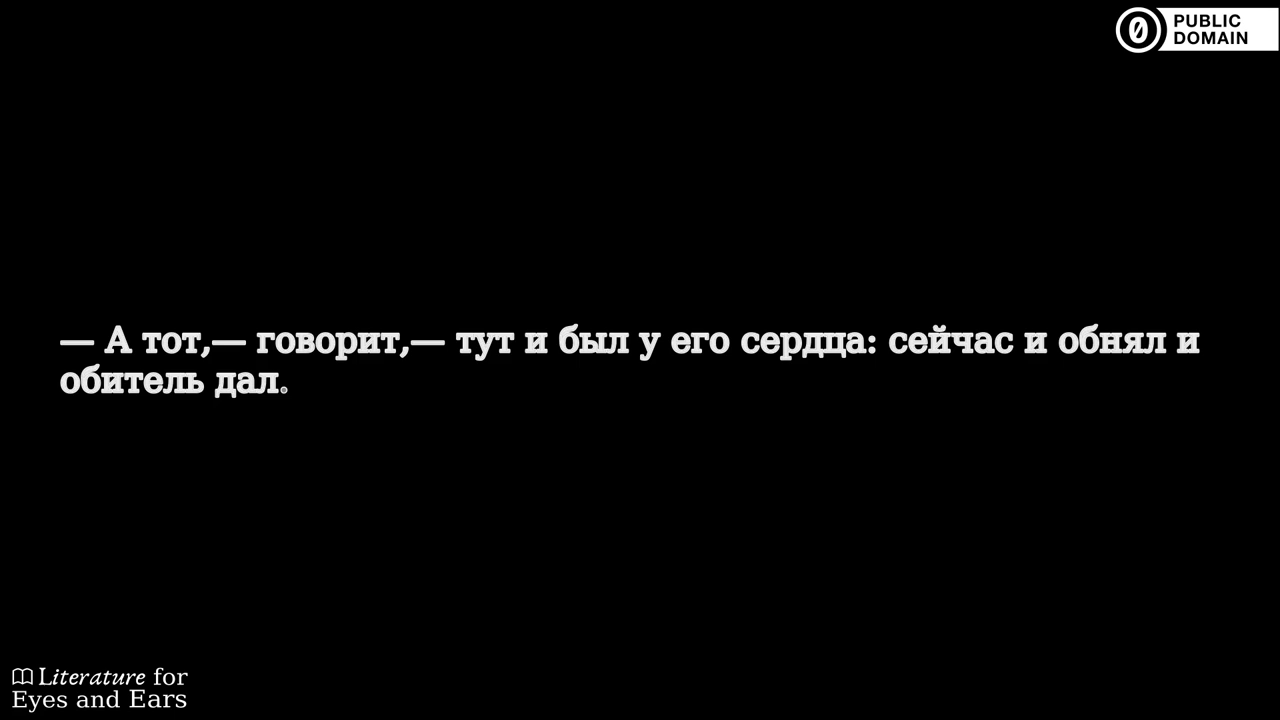 PUBLIC
DOMAIN
— А тот,— говорит,— тут и был у его сердца: сейчас и обнял и
обитель дал.
Literature for
Eyes and Ears